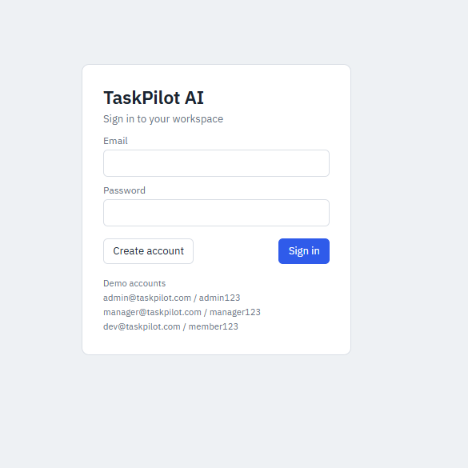 TaskPilot AI
Sign in to your workspace
Email
Password
Create account
Sign in
Demo accounts
admin@taskpilot.com / admin123
manager@taskpilot.com / manager123
dev@taskpilot.com / member123